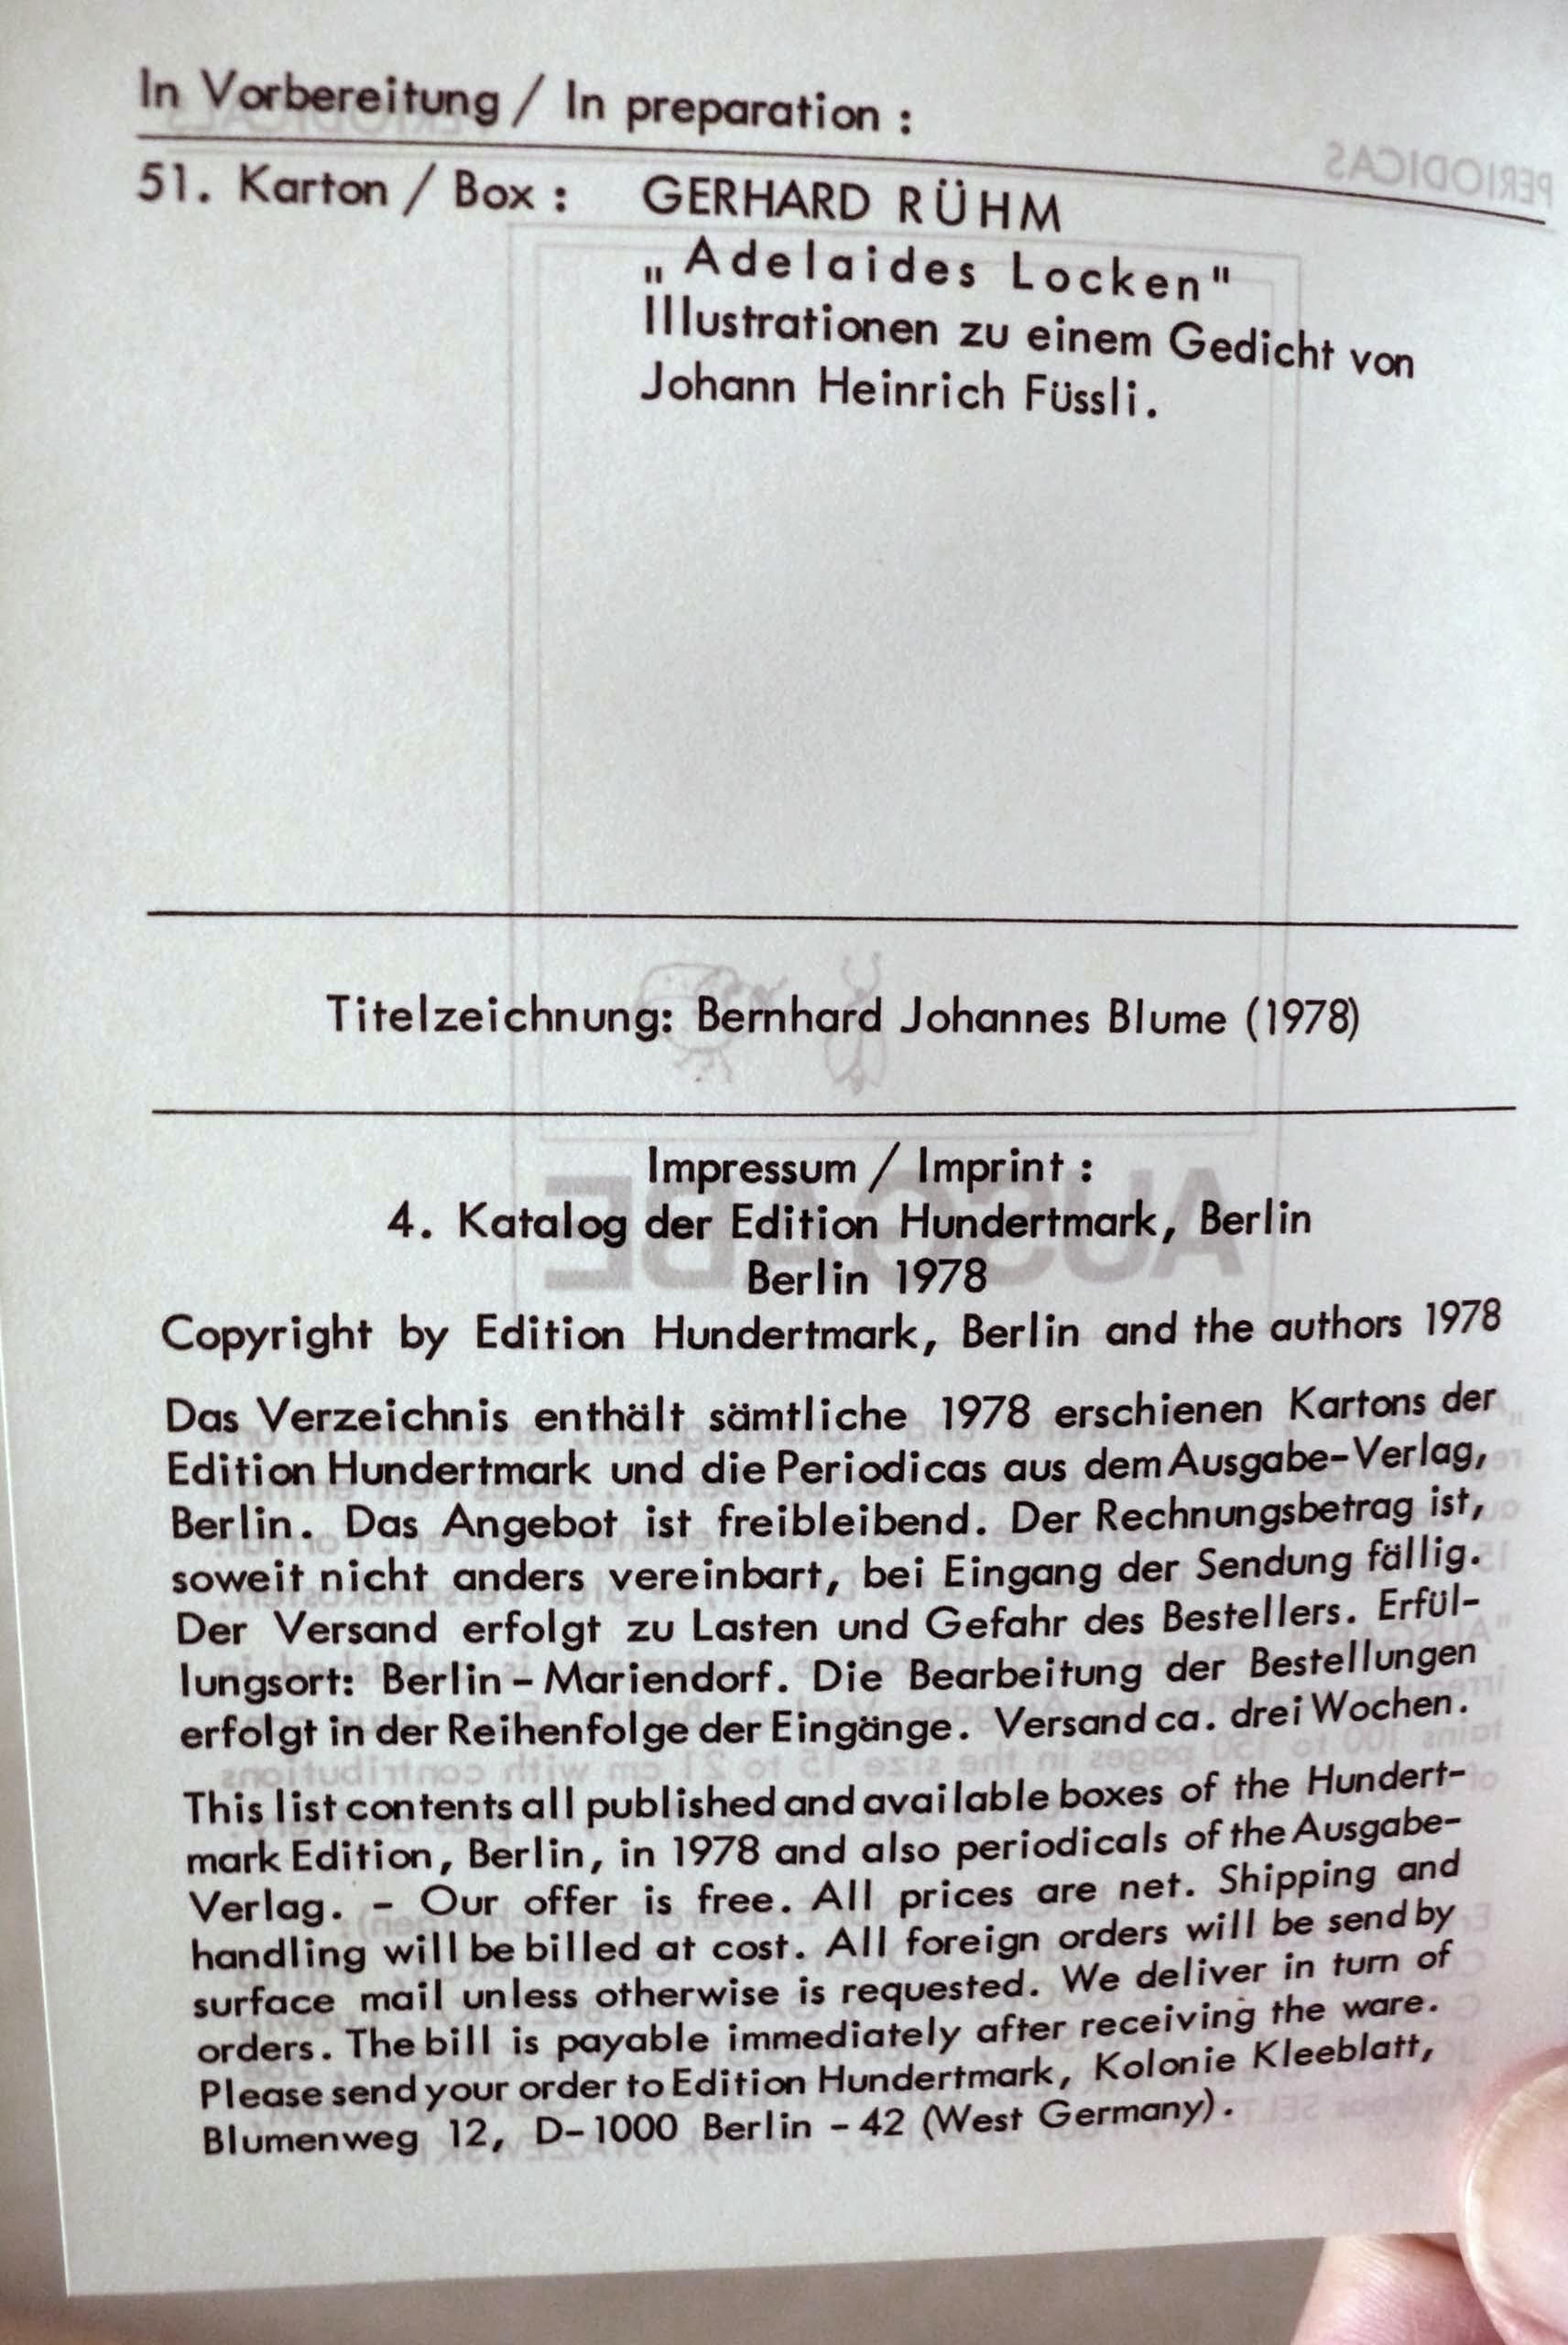 In Vorbereitung / In preparation :
51. Karton / Box : GERHARD RÜHM
„Adelaides Locken"
Illustrationen zu einem Gedicht von
Johann Heinrich Füssli.
PERIODICAS
Titelzeichnung: Bernhard Johannes Blume (1978)
Impressum / Imprint :
4. Katalog der Edition Hundertmark, Berlin
Berlin 1978
Copyright by Edition Hundertmark, Berlin and the authors 1978
Das Verzeichnis enthält sämtliche 1978 erschienen Kartons der
Edition Hundertmark und die Periodicas aus dem Ausgabe-Verlag,
Berlin. Das Angebot ist freibleibend. Der Rechnungsbetrag ist,
soweit nicht anders vereinbart, bei Eingang der Sendung fällig.
Der Versand erfolgt zu Lasten und Gefahr des Bestellers. Erfül-
lungsort: Berlin - Mariendorf. Die Bearbeitung der Bestellungen
erfolgt in der Reihenfolge der Eingänge. Versand ca. drei Wochen.
This list contents all published and available boxes of the Hundert-
mark Edition, Berlin, in 1978 and also periodicals of the Ausgabe-
Verlag. - Our offer is free. All prices are net. Shipping and
handling will be billed at cost. All foreign orders will be send by
surface mail unless otherwise is requested. We deliver in turn of
orders. The bill is payable immediately after receiving the ware.
Please send your order to Edition Hundertmark, Kolonie Kleeblatt,
Blumenweg 12, D-1000 Berlin - 42 (West Germany).